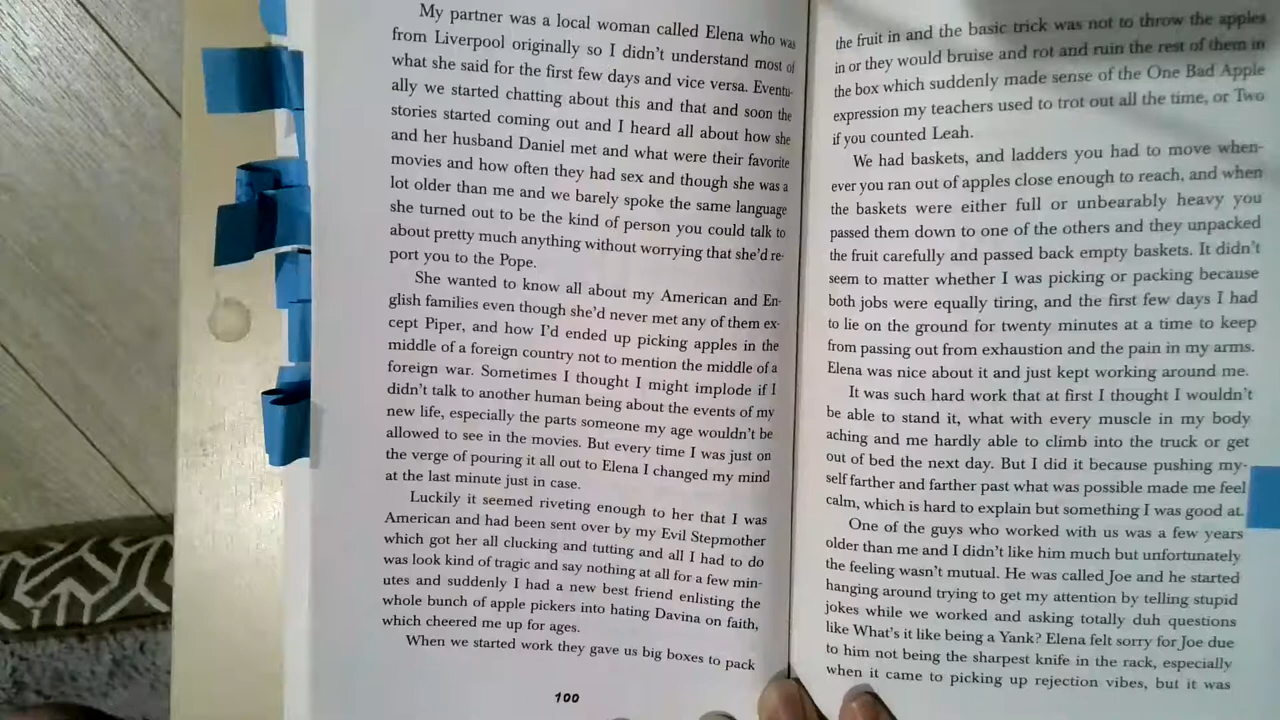 My partner was a local woman called Elena who was
from Liverpool originally so I didn't understand most of
what she said for the first few days and vice versa. Eventu-
ally we started chatting about this and that and soon the
stories started coming out and I heard all about how she
and her husband Daniel met and what were their favorite
movies and how often they had sex and though she was a
lot older than me and we barely spoke the same language
she turned out to be the kind of person you could talk to
about pretty much anything without worrying that she'd re-
port you to the Pope.
She wanted to know all about my American and En-
glish families even though she'd never met any of them ex-
cept Piper, and how I'd ended up picking apples in the
middle of a foreign country not to mention the middle of a
foreign war. Sometimes I thought I might implode if I
didn't talk to another human being about the events of my
new life, especially the parts someone my age wouldn't be
allowed to see in the movies. But every time I was just on
the verge of pouring it all out to Elena I changed my mind
at the last minute just in case.
Luckily it seemed riveting enough to her that I was
American and had been sent over by my Evil Stepmother
which got her all clucking and tutting and all I had to do
was look kind of tragic and say nothing at all for a few min-
utes and suddenly I had a new best friend enlisting the
whole bunch of apple pickers into hating Davina on faith,
which cheered me up for ages.
When we started work they gave us big boxes to pack
100
the fruit in and the basic trick was not to throw the apples
in or they would bruise and rot and ruin the rest of them in
the box which suddenly made sense of the One Bad Apple
expression my teachers used to trot out all the time, or Two
if you counted Leah.
We had baskets, and ladders you had to move when-
ever you ran out of apples close enough to reach, and when
the baskets were either full or unbearably heavy you
passed them down to one of the others and they unpacked
the fruit carefully and passed back empty baskets. It didn't
seem to matter whether I was picking or packing because
both jobs were equally tiring, and the first few days I had
to lie on the ground for twenty minutes at a time to keep
from passing out from exhaustion and the pain in my arms.
Elena was nice about it and just kept working around me.
It was such hard work that at first I thought I wouldn't
be able to stand it, what with every muscle in my body
aching and me hardly able to climb into the truck or get
out of bed the next day. But I did it because pushing my-
self farther and farther past what was possible made me feel
calm, which is hard to explain but something I was good at.
One of the guys who worked with us was a few years
older than me and I didn't like him much but unfortunately
the feeling wasn't mutual. He was called Joe and he started
hanging around trying to get my attention by telling stupid
jokes while we worked and asking totally duh questions
like What's it like being a Yank? Elena felt sorry for Joe due
to him not being the sharpest knife in the rack, especially
when it came to picking up rejection vibes, but it was